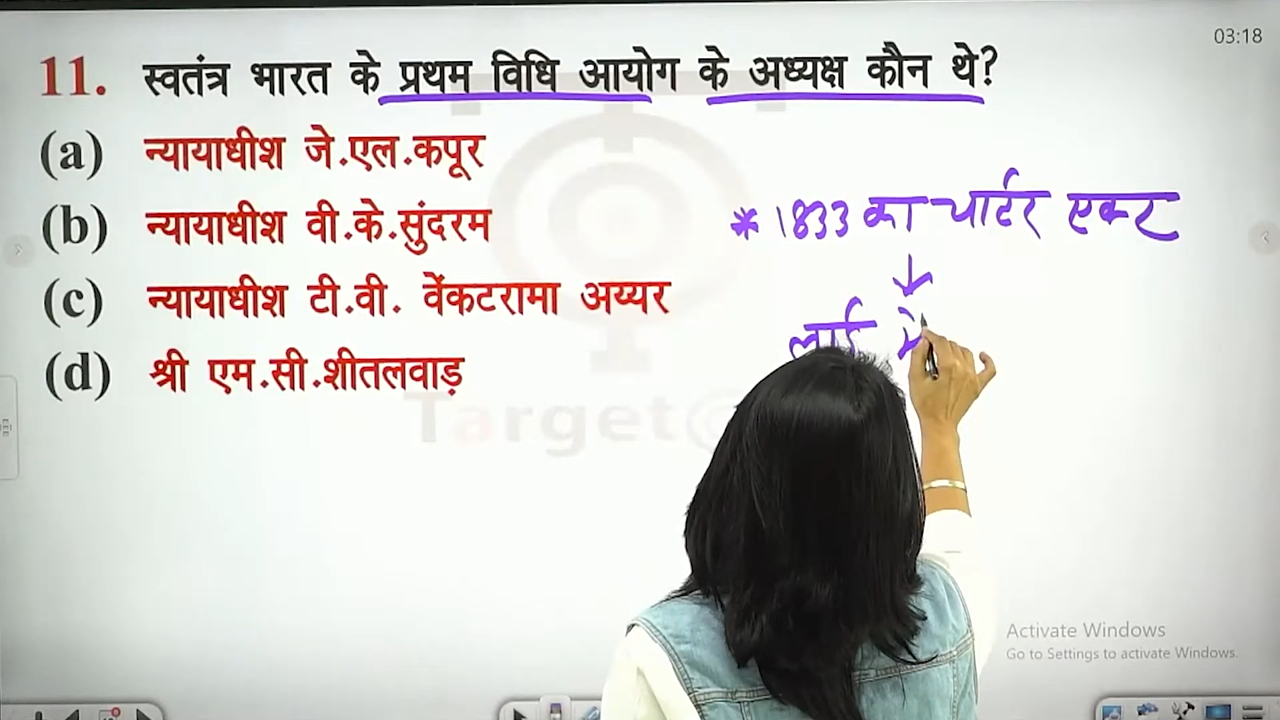 03:18
11. स्वतंत्र भारत के प्रथम विधि आयोग के अध्यक्ष कौन थे?
(a) न्यायाधीश जे.एल.कपूर
(b) न्यायाधीश वी.के.सुंदरम
(c) न्यायाधीश टी.वी. वेंकटरामा अय्यर
(d) श्री एम.सी.शीतलवाड़
* 1833 का चार्टर एक्ट
↓
लार्ड
Target@
Activate Windows
Go to Settings to activate Windows.